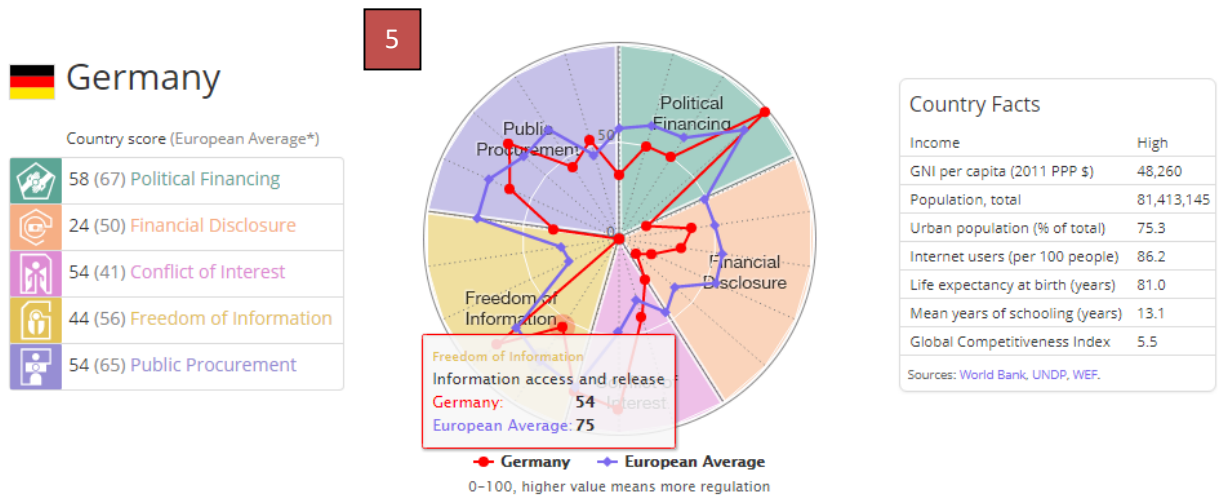 5
Germany
Country score (European Average*)
58 (67) Political Financing
24 (50) Financial Disclosure
54 (41) Conflict of Interest
44 (56) Freedom of Information
54 (65) Public Procurement
Political
Financing
Public
Procurement
50
0
Financial
Disclosure
Freedom of
Information
Interest
Freedom of Information
Information access and release
Germany: 54
European Average: 75
Germany European Average
0-100, higher value means more regulation
Country Facts
Income High
GNI per capita (2011 PPP $) 48,260
Population, total 81,413,145
Urban population (% of total) 75.3
Internet users (per 100 people) 86.2
Life expectancy at birth (years) 81.0
Mean years of schooling (years) 13.1
Global Competitiveness Index 5.5
Sources: World Bank, UNDP, WEF.